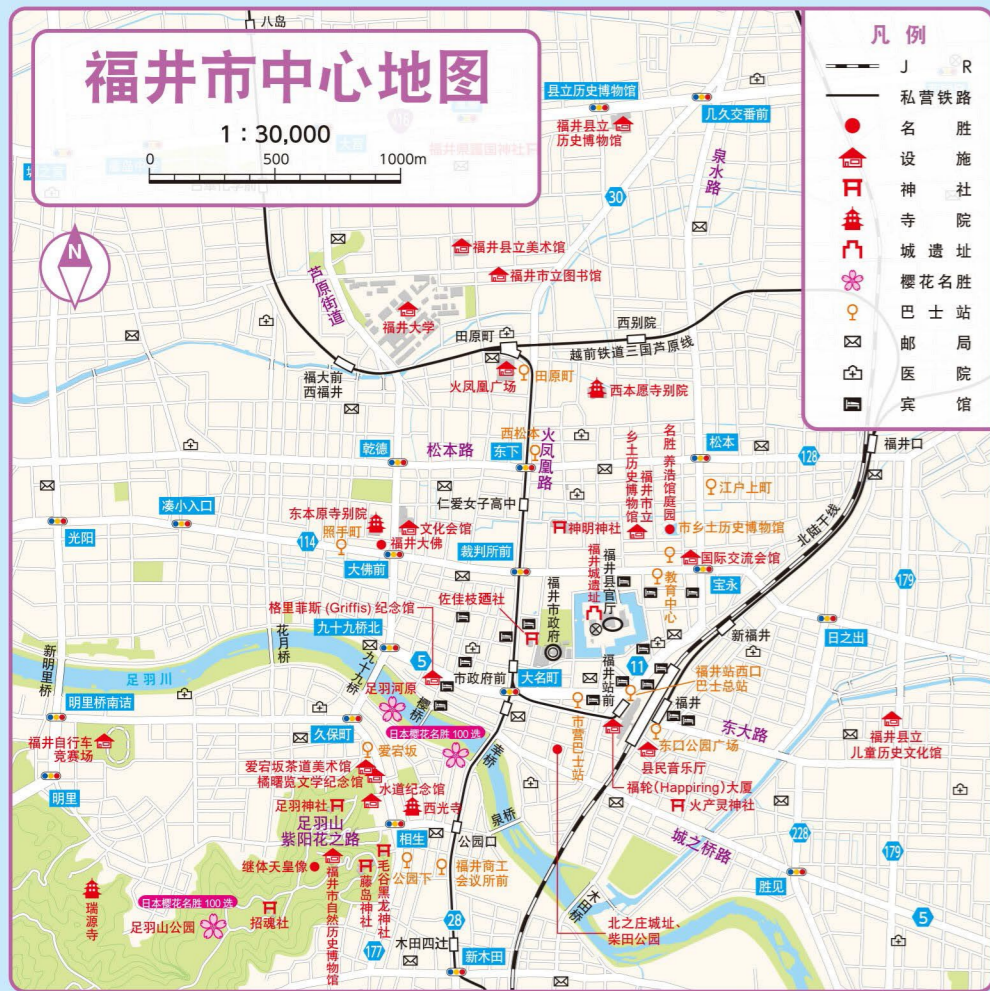 八岛
福井市中心地图
1：30,000
0 500 1000m
N
凡例
JR
私营铁路
名胜
设施
神社
寺院
城遗址
樱花名胜
巴士站
邮局
医院
宾馆
县立历史博物馆
几久交番前
福井县立
历史博物馆
泉水路
30
福井县立美术馆
福井市立图书馆
芦原街道
福井大学
田原町
西别院
越前铁道三国芦原线
福大前
西福井
火凤凰广场
田原町
西本愿寺别院
福井口
乾德
松本路
西松本
东下
火凤凰路
松本
128
名胜 养浩馆庭园
福井市立
乡土历史博物馆
江户上町
凑小入口
光阳
仁爱女子高中
东本原寺别院
照手町
文化会馆
福井大佛
114
大佛前
裁判所前
神明神社
市乡土历史博物馆
国际交流会馆
宝永
教育中心
北陆干线
179
福井城遗址
福井县官厅
福井市政府
佐佳枝廼社
格里菲斯 (Griffis) 纪念馆
九十九桥北
花月桥
新明里桥
九十九桥
足羽川
5
市政府前
大名町
新福井
日之出
11
福井站前
福井站西口
巴士总站
福井
明里桥南诘
足羽河原
樱桥
日本樱花名胜 100 选
幸桥
久保町
爱宕坂
福井自行车
竞赛场
市营巴士站
东口公园广场
东大路
福井县立
儿童历史文化馆
县民音乐厅
爱宕坂茶道美术馆
橘曙览文学纪念馆
水道纪念馆
福轮(Happiring)大厦
明里
足羽神社
西光寺
火产灵神社
足羽山
紫阳花之路
相生
公园口
泉桥
城之桥路
228
179
继体天皇像
福井市自然历史博物馆
藤岛神社
毛谷黑龙神社
公园下
福井商工
会议所前
胜见
瑞源寺
日本樱花名胜 100 选
足羽山公园
招魂社
木田桥
28
北之庄城址、
柴田公园
5
177
木田四辻
新木田